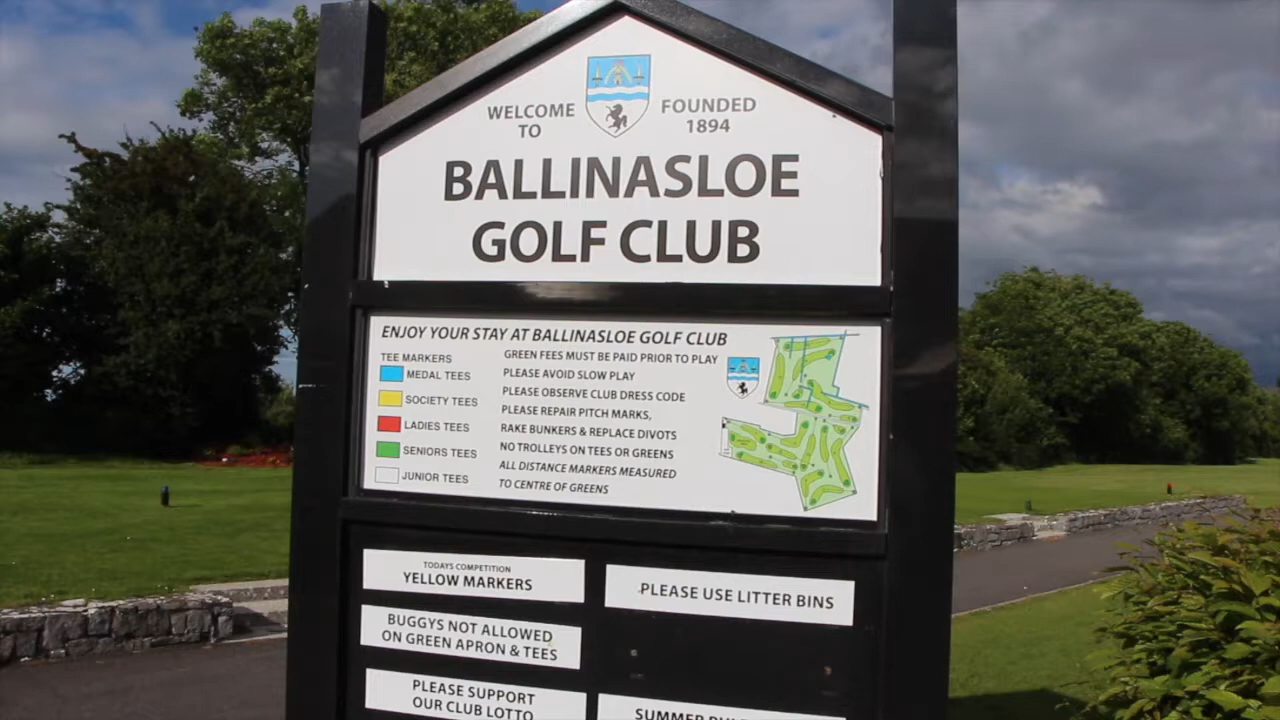 WELCOME TO
FOUNDED 1894
BALLINASLOE
GOLF CLUB
ENJOY YOUR STAY AT BALLINASLOE GOLF CLUB
TEE MARKERS
MEDAL TEES
SOCIETY TEES
LADIES TEES
SENIORS TEES
JUNIOR TEES
GREEN FEES MUST BE PAID PRIOR TO PLAY
PLEASE AVOID SLOW PLAY
PLEASE OBSERVE CLUB DRESS CODE
PLEASE REPAIR PITCH MARKS,
RAKE BUNKERS & REPLACE DIVOTS
NO TROLLEYS ON TEES OR GREENS
ALL DISTANCE MARKERS MEASURED
TO CENTRE OF GREENS
TODAYS COMPETITION
YELLOW MARKERS
PLEASE USE LITTER BINS
BUGGYS NOT ALLOWED
ON GREEN APRON & TEES
PLEASE SUPPORT
OUR CLUB LOTTO
SUMMER